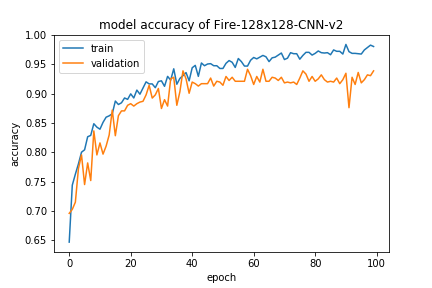 model accuracy of Fire-128x128-CNN-v2
train
validation
accuracy
1.00
0.95
0.90
0.85
0.80
0.75
0.70
0.65
0 20 40 60 80 100
epoch